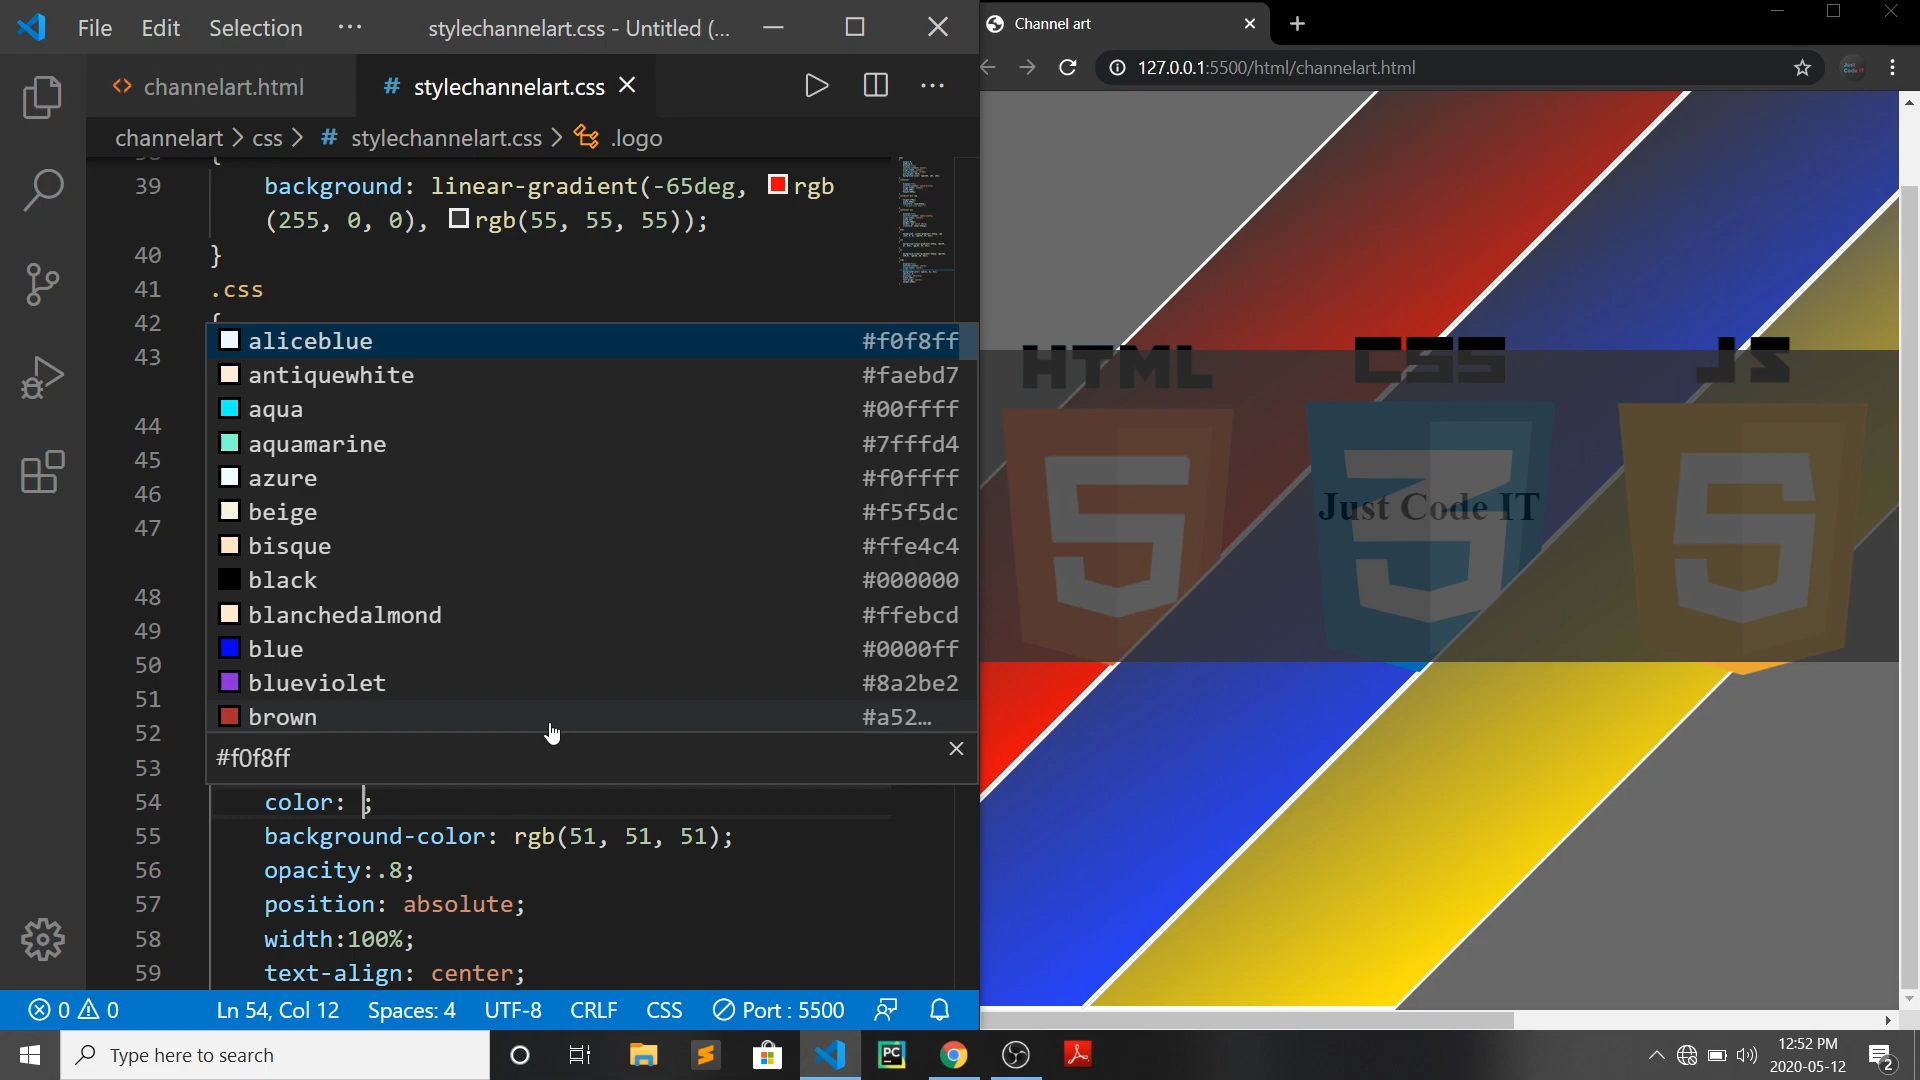 File Edit Selection ··· stylechannelart.css - Untitled (...
channelart.html # stylechannelart.css
channelart > css > # stylechannelart.css > .logo
39 background: linear-gradient(-65deg, rgb
(255, 0, 0), rgb(55, 55, 55));
40 }
41 .css
42 {
43
aliceblue #f0f8ff
antiquewhite #faebd7
aqua #00ffff
44 aquamarine #7fffd4
45
46 azure #f0ffff
47 beige #f5f5dc
bisque #ffe4c4
black #000000
48 blanchedalmond #ffebcd
49 blue #0000ff
50 blueviolet #8a2be2
51
52 brown #a52...
53 #f0f8ff
54 color: ;
55 background-color: rgb(51, 51, 51);
56 opacity:.8;
57 position: absolute;
58 width:100%;
59 text-align: center;
0 0 Ln 54, Col 12 Spaces: 4 UTF-8 CRLF CSS Port : 5500
Channel art
127.0.0.1:5500/html/channelart.html
HTML CSS JS
5 3 5
Just Code IT
Type here to search
PC
12:52 PM
2020-05-12
2